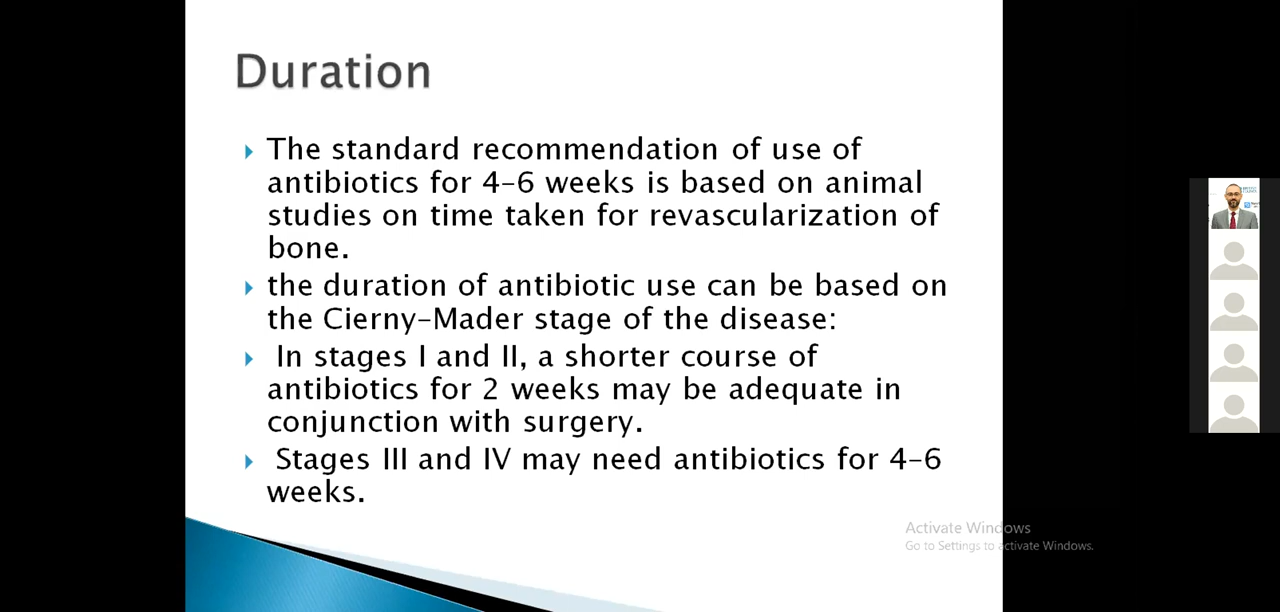 Duration
The standard recommendation of use of
antibiotics for 4–6 weeks is based on animal
studies on time taken for revascularization of
bone.
the duration of antibiotic use can be based on
the Cierny–Mader stage of the disease:
In stages I and II, a shorter course of
antibiotics for 2 weeks may be adequate in
conjunction with surgery.
Stages III and IV may need antibiotics for 4–6
weeks.
Activate Windows
Go to Settings to activate Windows.